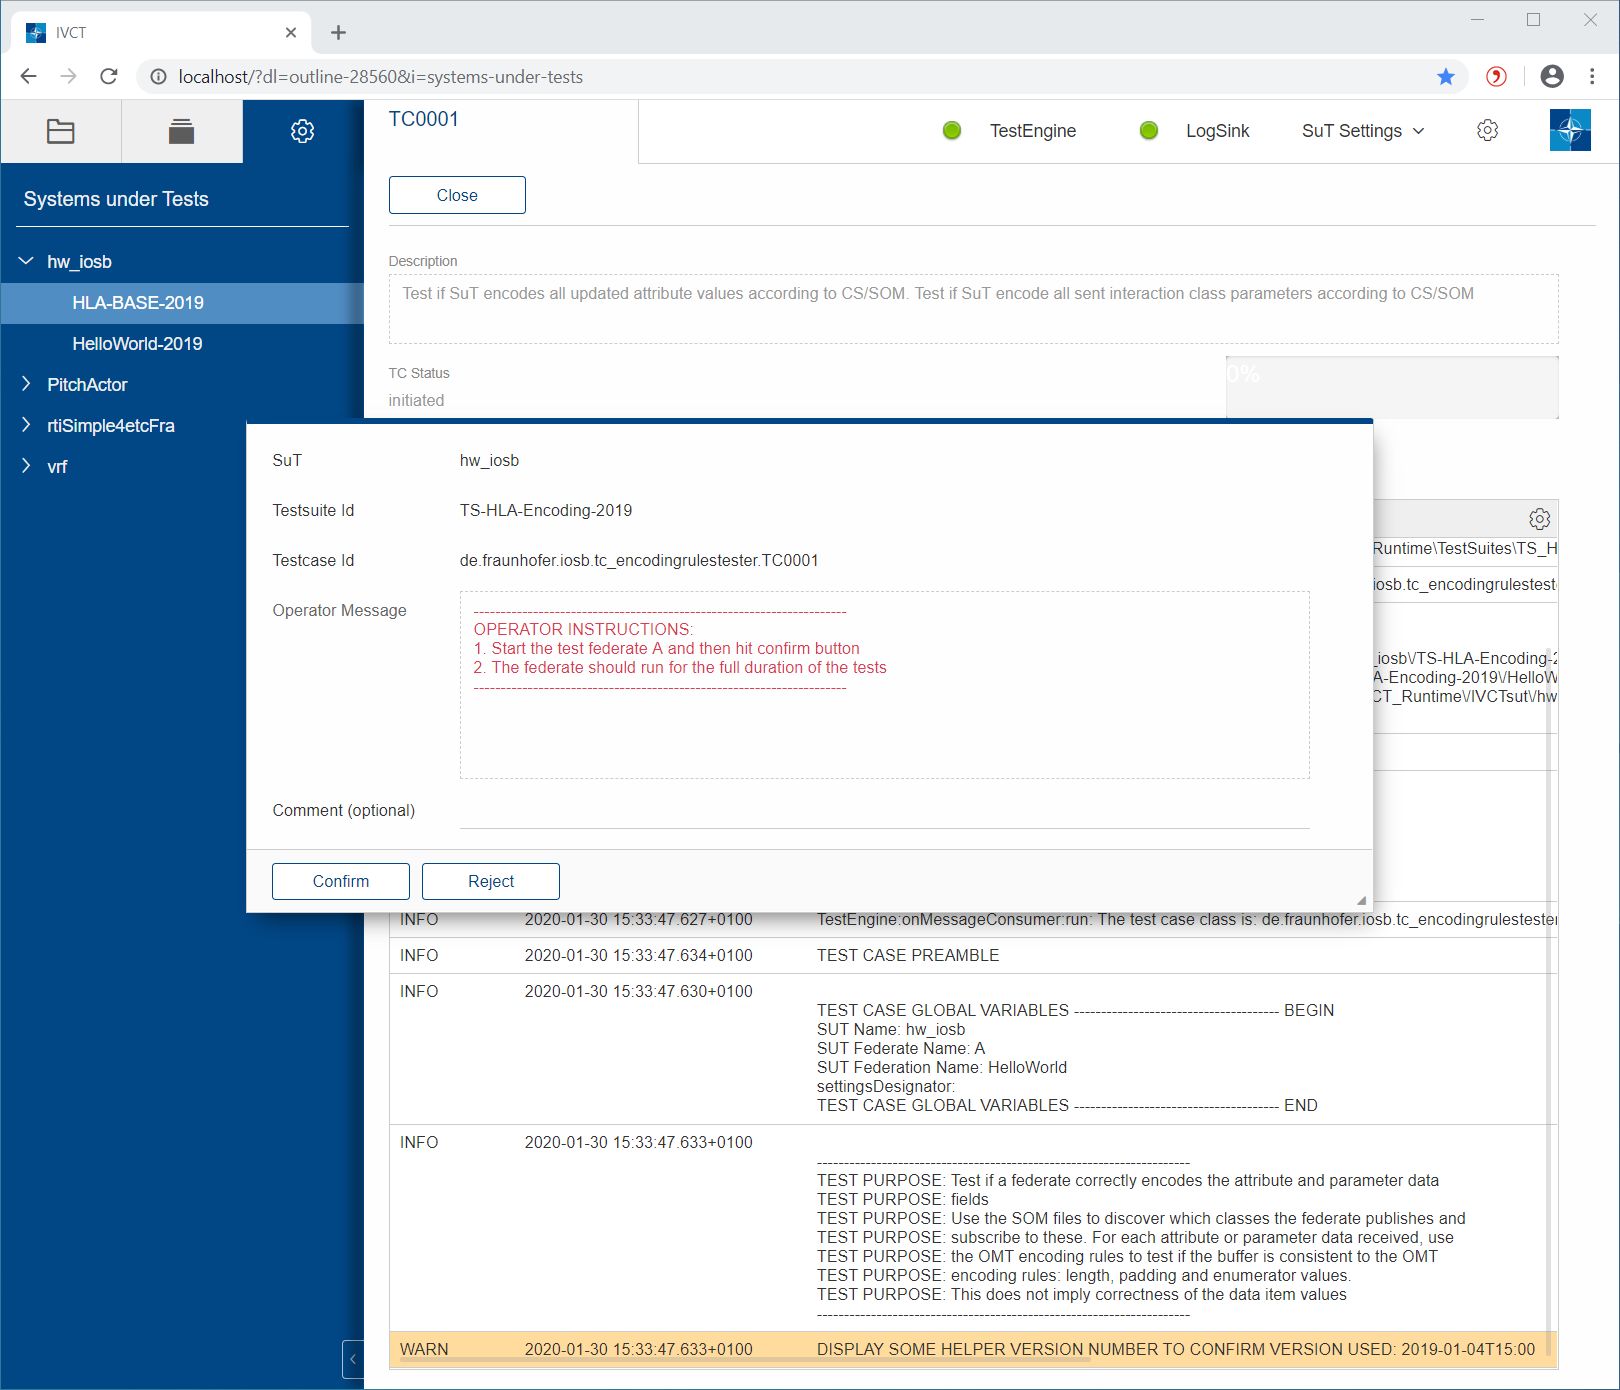 IVCT
localhost/?dl=outline-28560&i=systems-under-tests
TC0001
TestEngine
LogSink
SuT Settings
Systems under Tests
hw_iosb
HLA-BASE-2019
HelloWorld-2019
PitchActor
rtiSimple4etcFra
vrf
Close
Description
Test if SuT encodes all updated attribute values according to CS/SOM. Test if SuT encode all sent interaction class parameters according to CS/SOM
TC Status
initiated
0%
SuT hw_iosb
Testsuite Id TS-HLA-Encoding-2019
Testcase Id de.fraunhofer.iosb.tc_encodingrulestester.TC0001
Operator Message
---------------------------------------------------------------------
OPERATOR INSTRUCTIONS:
1. Start the test federate A and then hit confirm button
2. The federate should run for the full duration of the tests
---------------------------------------------------------------------
Comment (optional)
Confirm
Reject
Runtime\TestSuites\TS_H
iosb.tc_encodingrulestest
_iosb\/TS-HLA-Encoding-2
A-Encoding-2019\/HelloW
CT_Runtime\/IVCTsut\/hw
INFO 2020-01-30 15:33:47.627+0100 TestEngine:onMessageConsumer:run: The test case class is: de.fraunhofer.iosb.tc_encodingrulestester
INFO 2020-01-30 15:33:47.634+0100 TEST CASE PREAMBLE
INFO 2020-01-30 15:33:47.630+0100
TEST CASE GLOBAL VARIABLES -------------------------------------- BEGIN
SUT Name: hw_iosb
SUT Federate Name: A
SUT Federation Name: HelloWorld
settingsDesignator:
TEST CASE GLOBAL VARIABLES -------------------------------------- END
INFO 2020-01-30 15:33:47.633+0100
---------------------------------------------------------------------
TEST PURPOSE: Test if a federate correctly encodes the attribute and parameter data
TEST PURPOSE: fields
TEST PURPOSE: Use the SOM files to discover which classes the federate publishes and
TEST PURPOSE: subscribe to these. For each attribute or parameter data received, use
TEST PURPOSE: the OMT encoding rules to test if the buffer is consistent to the OMT
TEST PURPOSE: encoding rules: length, padding and enumerator values.
TEST PURPOSE: This does not imply correctness of the data item values
---------------------------------------------------------------------
WARN 2020-01-30 15:33:47.633+0100 DISPLAY SOME HELPER VERSION NUMBER TO CONFIRM VERSION USED: 2019-01-04T15:00